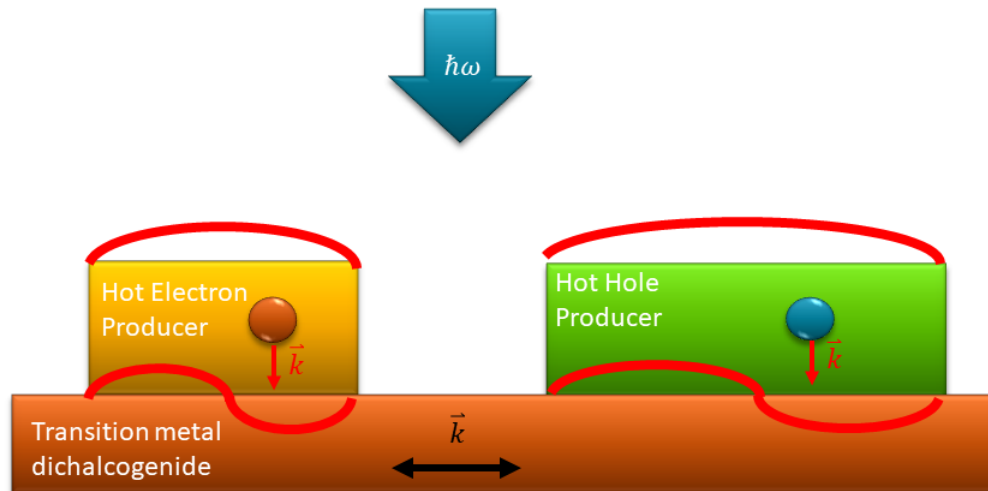 ℏω
Hot Electron
Producer
k⃗
Hot Hole
Producer
k⃗
Transition metal
dichalcogenide
k⃗